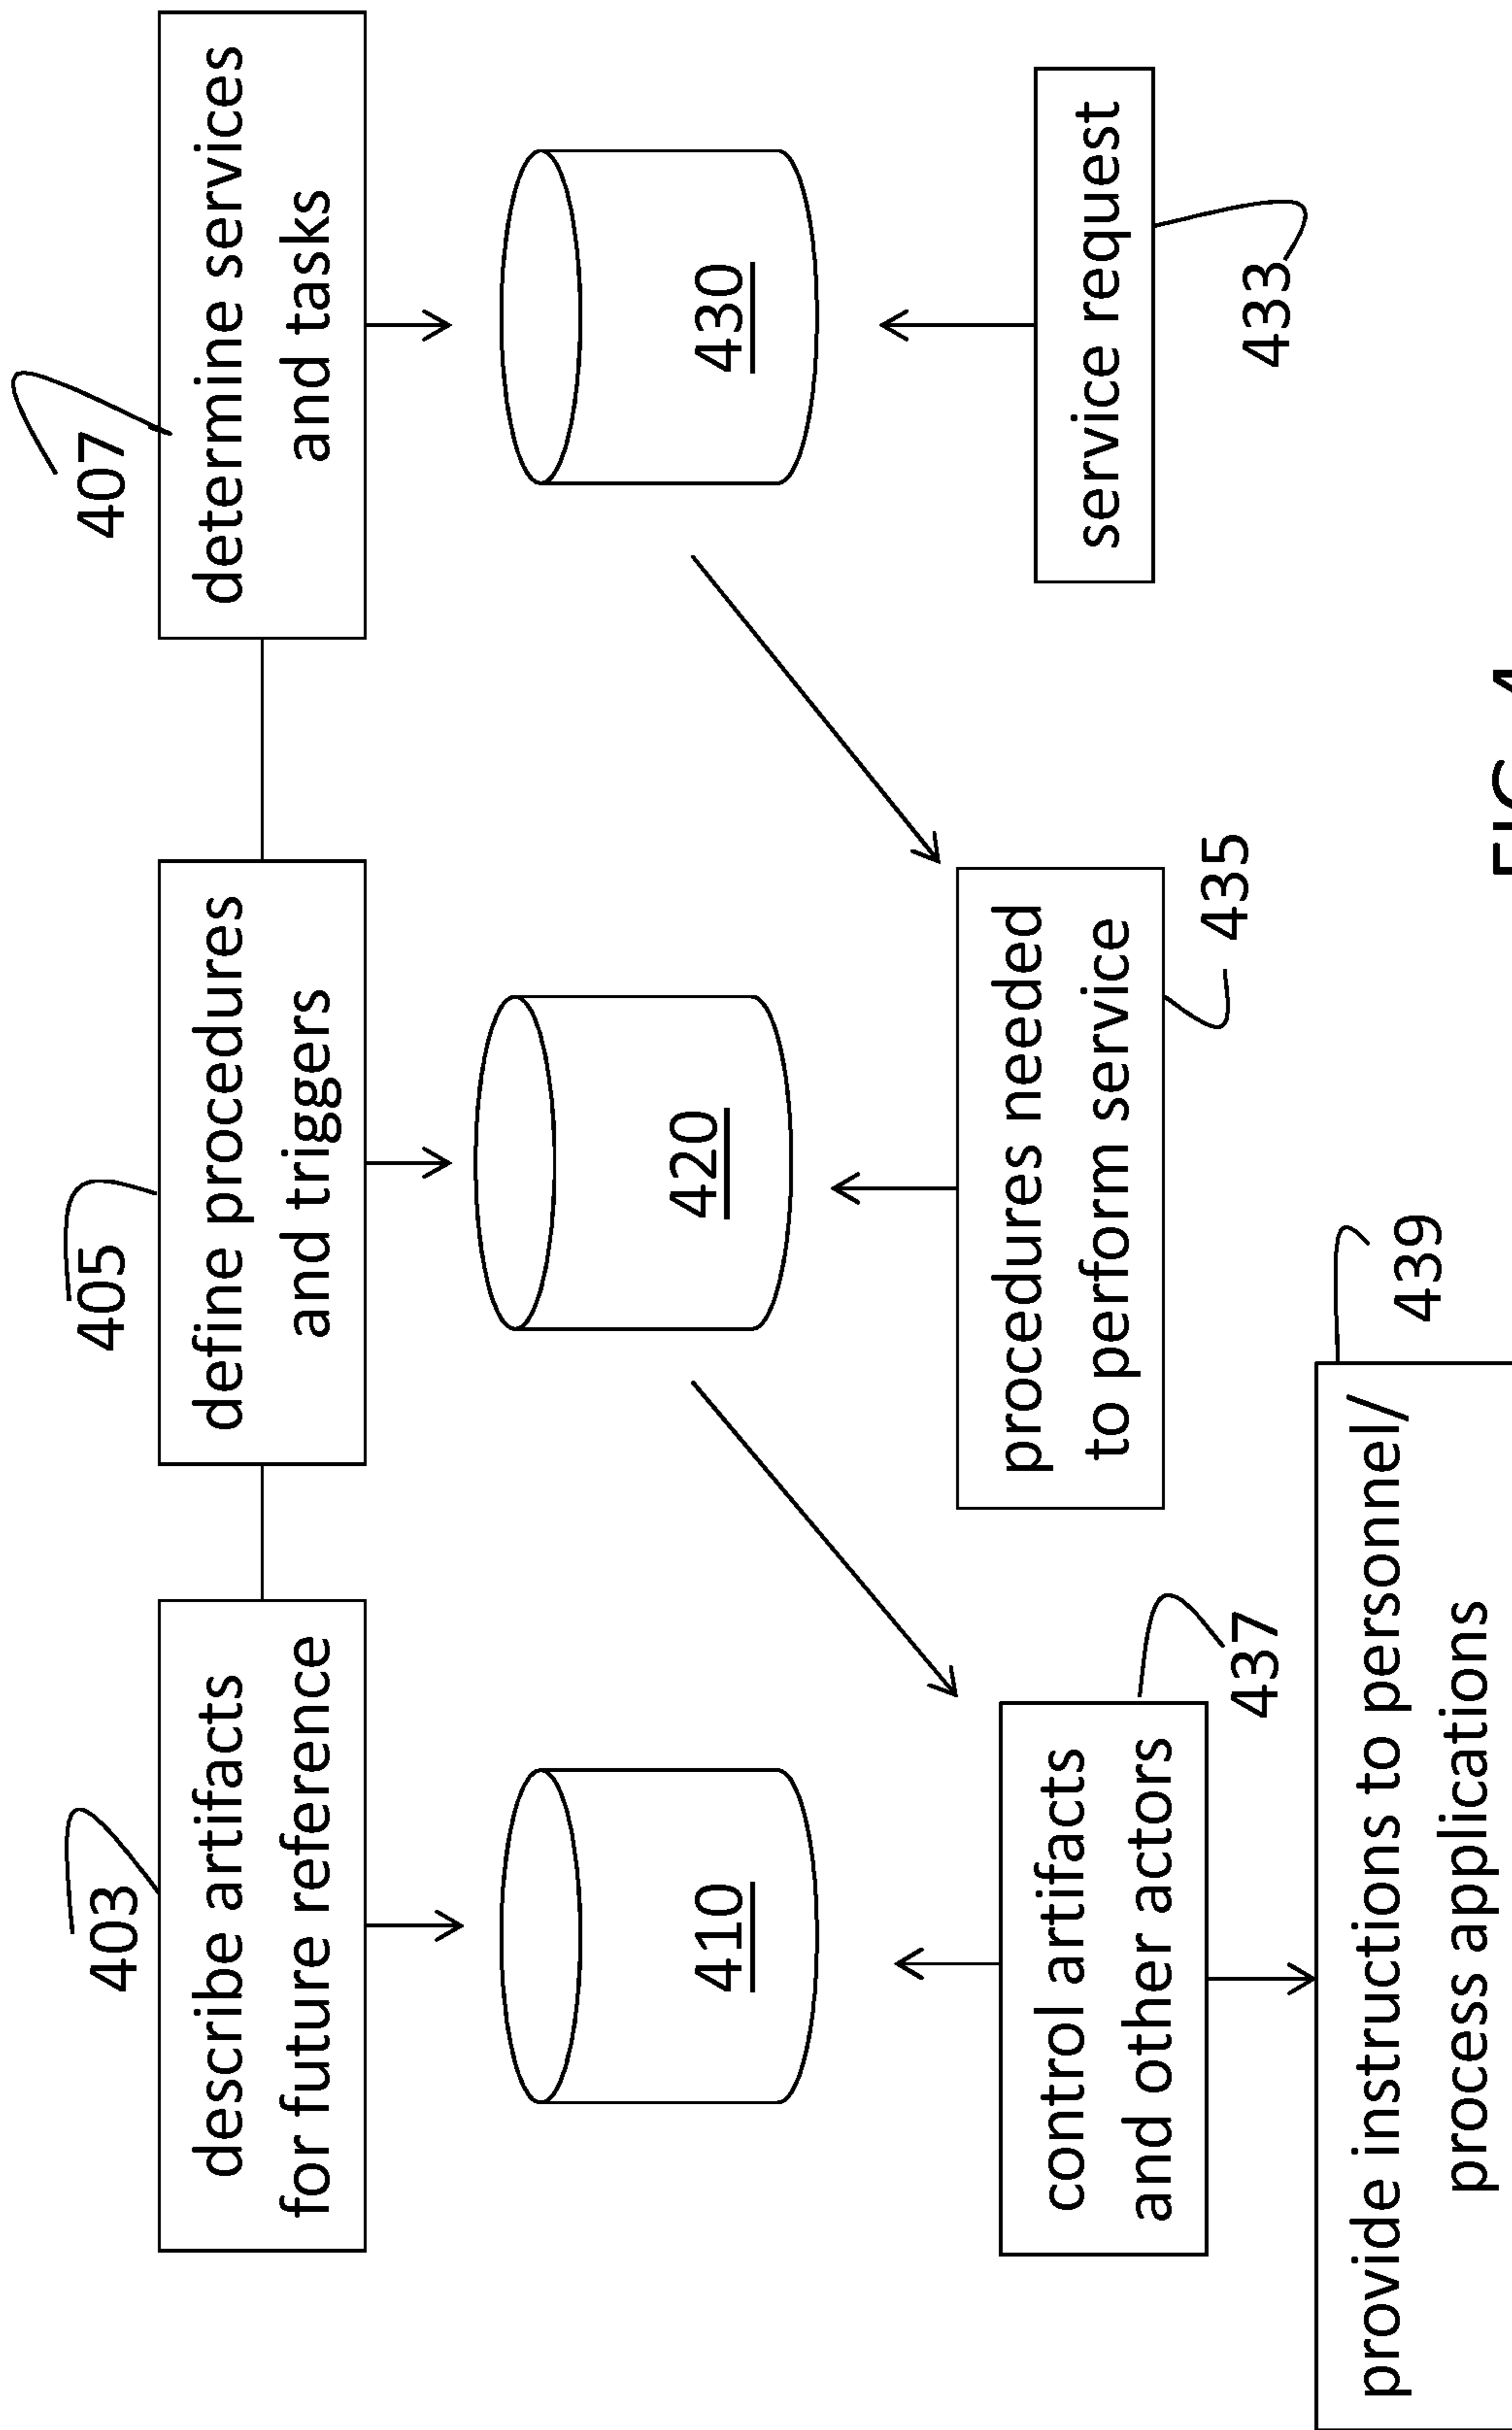 403
405
407
describe artifacts
for future reference
define procedures
and triggers
determine services
and tasks
410
420
430
control artifacts
and other actors
437
procedures needed
to perform service
435
service request
433
provide instructions to personnel/
process applications
439
FIG. 4